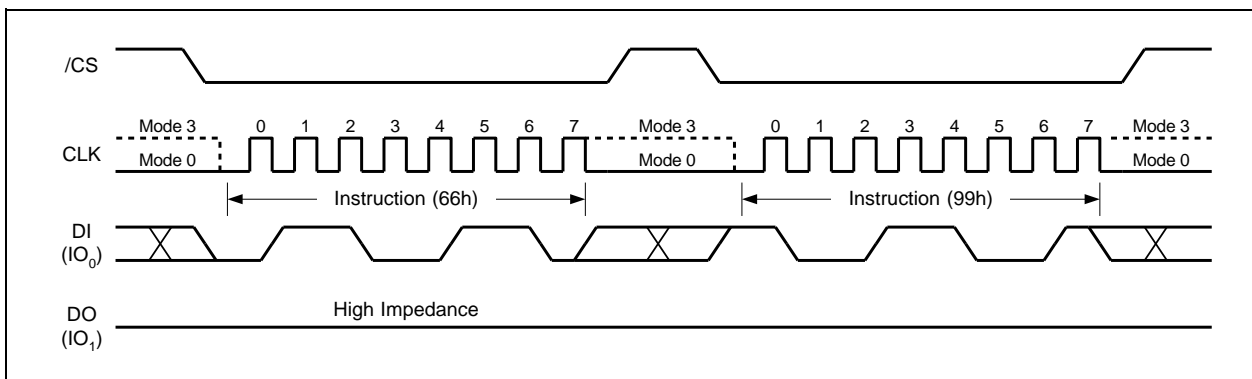 /CS
Mode 3 0 1 2 3 4 5 6 7 Mode 3 0 1 2 3 4 5 6 7 Mode 3
CLK
Mode 0 Mode 0 Mode 0
Instruction (66h) Instruction (99h)
DI
(IO₀)
High Impedance
DO
(IO₁)